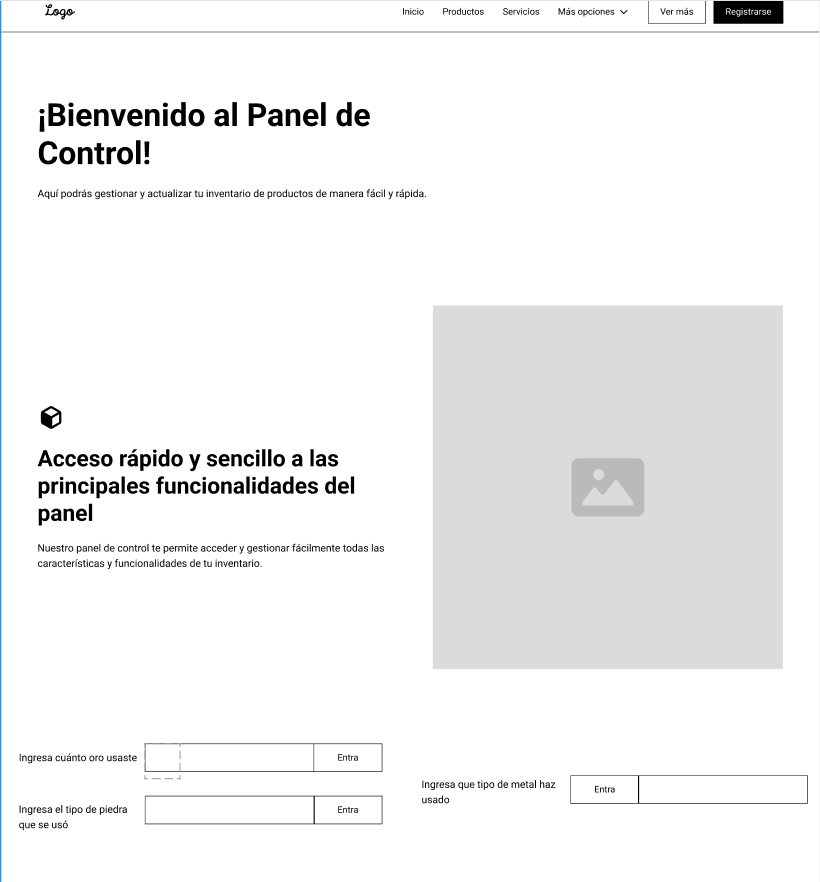 Logo
Inicio Productos Servicios Más opciones Ver más Registrarse
¡Bienvenido al Panel de
Control!
Aquí podrás gestionar y actualizar tu inventario de productos de manera fácil y rápida.
Acceso rápido y sencillo a las
principales funcionalidades del
panel
Nuestro panel de control te permite acceder y gestionar fácilmente todas las
características y funcionalidades de tu inventario.
Ingresa cuánto oro usaste Entra
Ingresa el tipo de piedra
que se usó
Entra
Ingresa que tipo de metal haz
usado
Entra